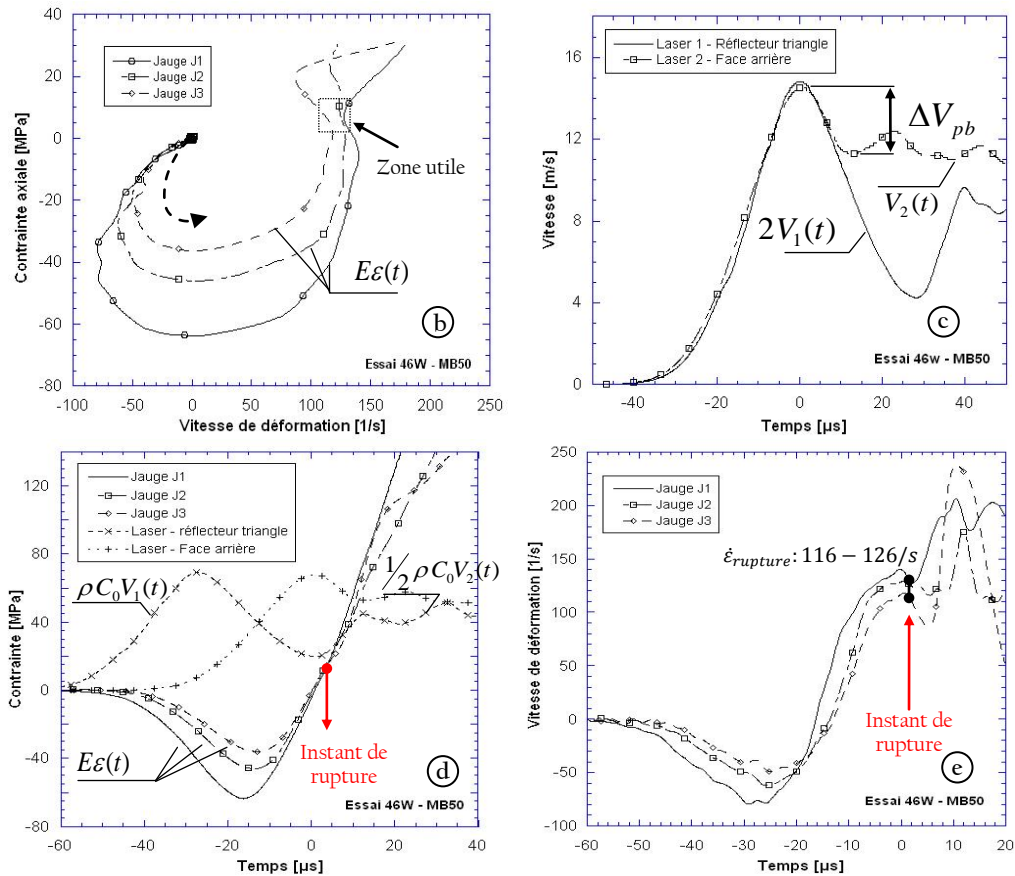 40
20
0
-20
-40
-60
80
Contrainte axiale [MPa]
Jauge J1
Jauge J2
Jauge J3
Zone utile
Eε(t)
b
Essai 46W - MB50
-100 -50 0 50 100 150 200 250
Vitesse de déformation [1/s]
16
12
8
4
0
Vitesse [m/s]
Laser 1 - Réflecteur triangle
Laser 2 - Face arrière
ΔV_pb
V₂(t)
2V₁(t)
c
Essai 46w - MB50
-40 -20 0 20 40
Temps [µs]
120
80
40
0
-40
-80
Contrainte [MPa]
Jauge J1
Jauge J2
Jauge J3
Laser - réflecteur triangle
Laser - Face arrière
ρC₀V₁(t)
1/2 ρC₀V₂(t)
Instant de
rupture
Eε(t)
d
Essai 46W - MB50
-60 -40 -20 0 20 40
Temps [µs]
250
200
150
100
50
0
-50
-100
Vitesse de déformation [1/s]
Jauge J1
Jauge J2
Jauge J3
ε̇_rupture: 116 − 126/s
Instant de
rupture
e
Essai 46W - MB50
-60 -50 -40 -30 -20 -10 0 10 20
Temps [µs]